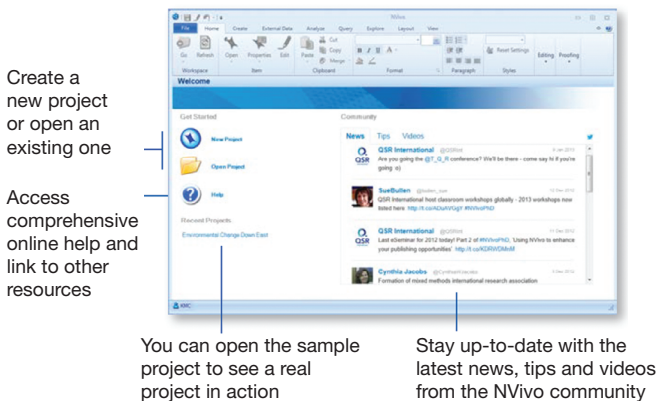 NVivo
File Home Create External Data Analyze Query Explore Layout View
Go Refresh Open Properties Edit Paste Cut
Copy
Merge
B I U A
Reset Settings
Editing Proofing
Workspace Item Clipboard Format Paragraph Styles
Welcome
Create a
new project
or open an
existing one
Access
comprehensive
online help and
link to other
resources
Get Started
New Project
Open Project
Help
Recent Projects
Environmental Change Down East
Community
News Tips Videos
QSR International @QSRInt
Are you going the @T_Q_R conference? We'll be there - come say hi if you're
going :o)
SueBullen
QSR International host classroom workshops globally - 2013 workshops now
listed here #NVivoPhD
QSR International @QSRInt
Last eSeminar for 2012 today! Part 2 of #NVivoPhD, 'Using NVivo to enhance
your publishing opportunities'
Cynthia Jacobs
Formation of mixed methods international research association
You can open the sample
project to see a real
project in action
Stay up-to-date with the
latest news, tips and videos
from the NVivo community